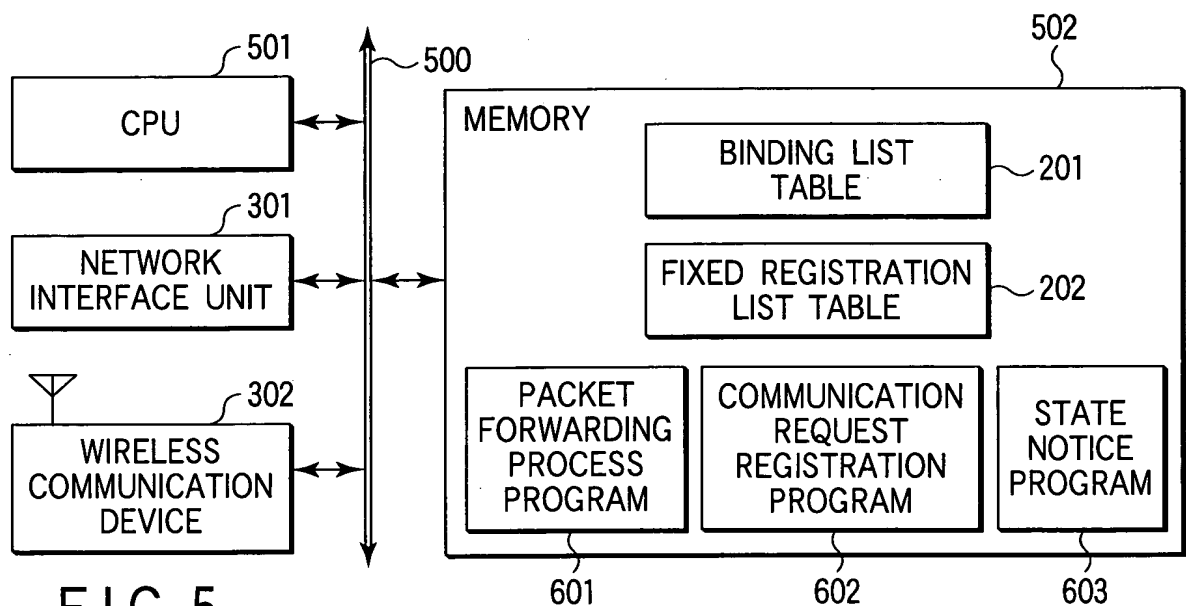 501
CPU
301
NETWORK
INTERFACE UNIT
302
WIRELESS
COMMUNICATION
DEVICE
500
502
MEMORY
BINDING LIST
TABLE
201
FIXED REGISTRATION
LIST TABLE
202
PACKET
FORWARDING
PROCESS
PROGRAM
601
COMMUNICATION
REQUEST
REGISTRATION
PROGRAM
602
STATE
NOTICE
PROGRAM
603
FIG. 5